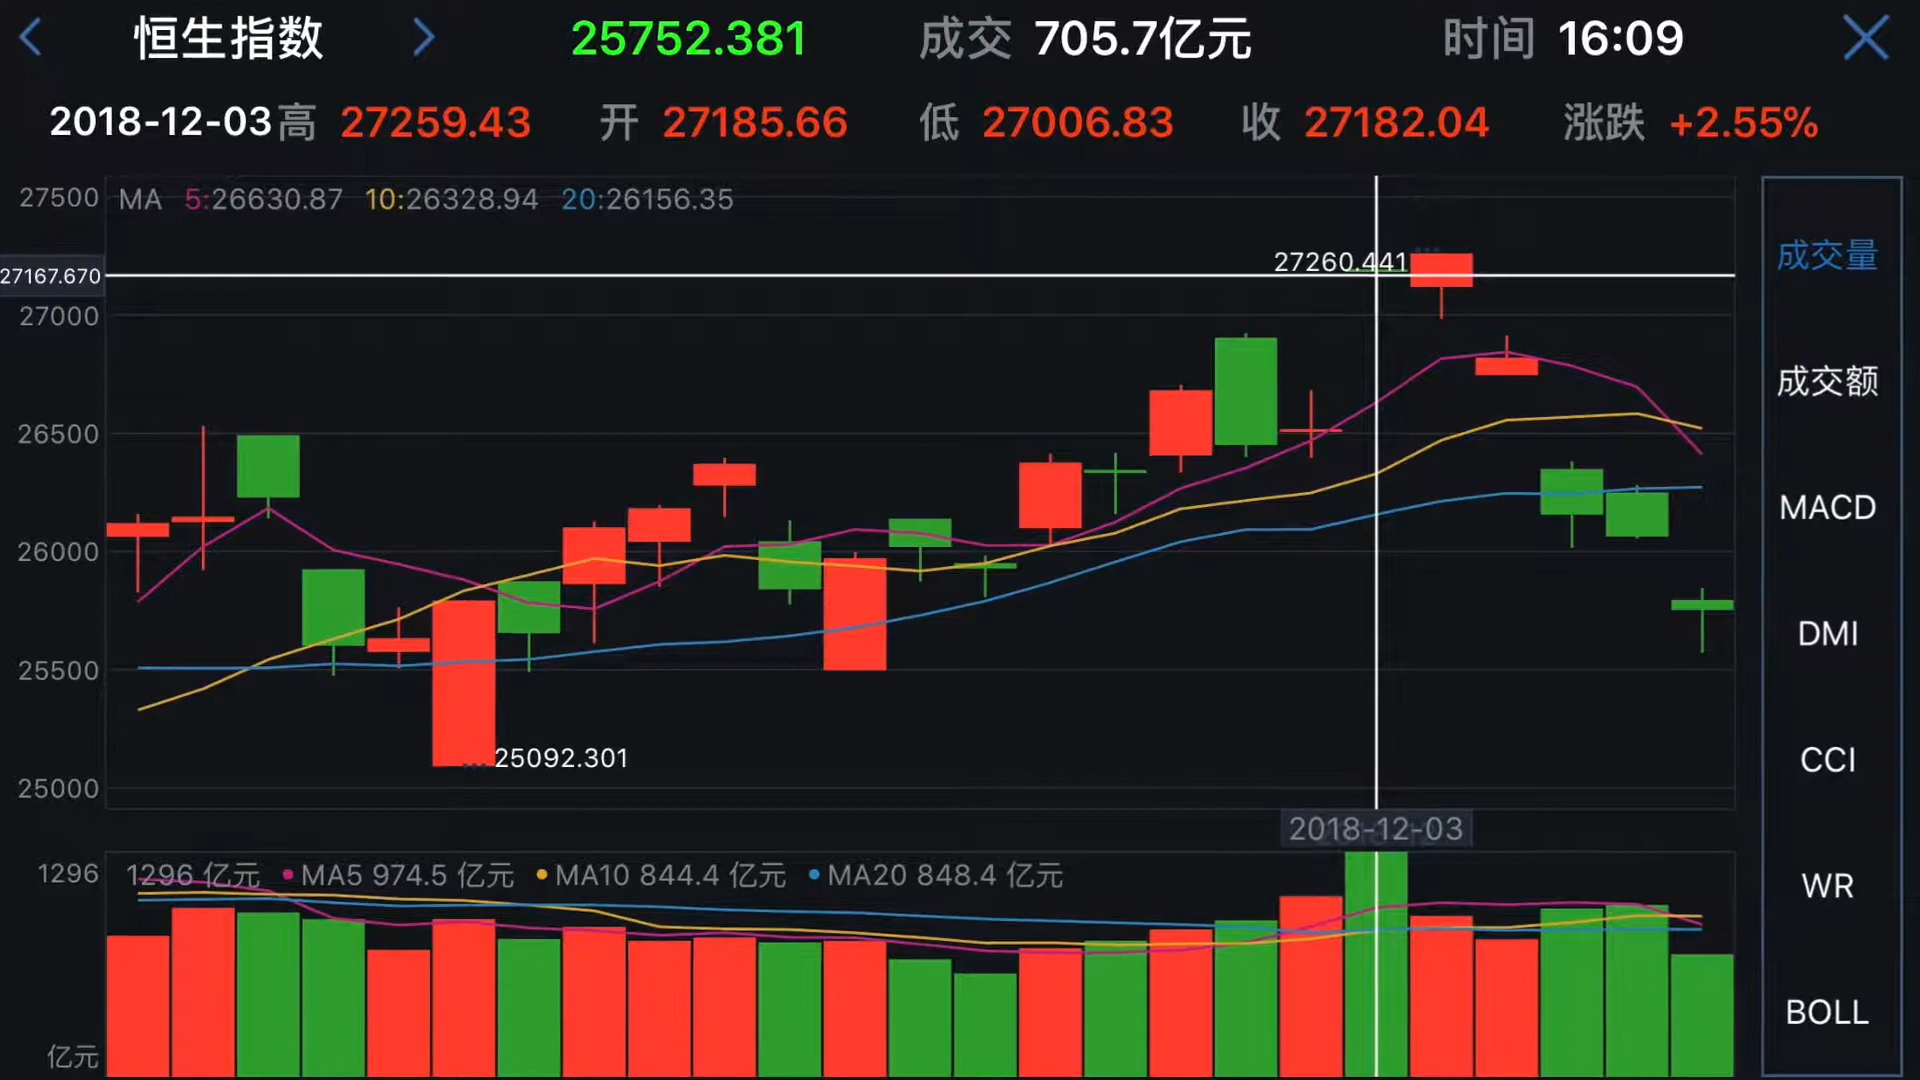 恒生指数 25752.381 成交 705.7亿元 时间 16:09
2018-12-03 高 27259.43 开 27185.66 低 27006.83 收 27182.04 涨跌 +2.55%
27500 MA 5:26630.87 10:26328.94 20:26156.35
成交量
27260.441
27167.670
27000
成交额
26500
MACD
26000
DMI
25500
25092.301
CCI
25000
2018-12-03
1296 1296 亿元 MA5 974.5 亿元 MA10 844.4 亿元 MA20 848.4 亿元
WR
BOLL
亿元